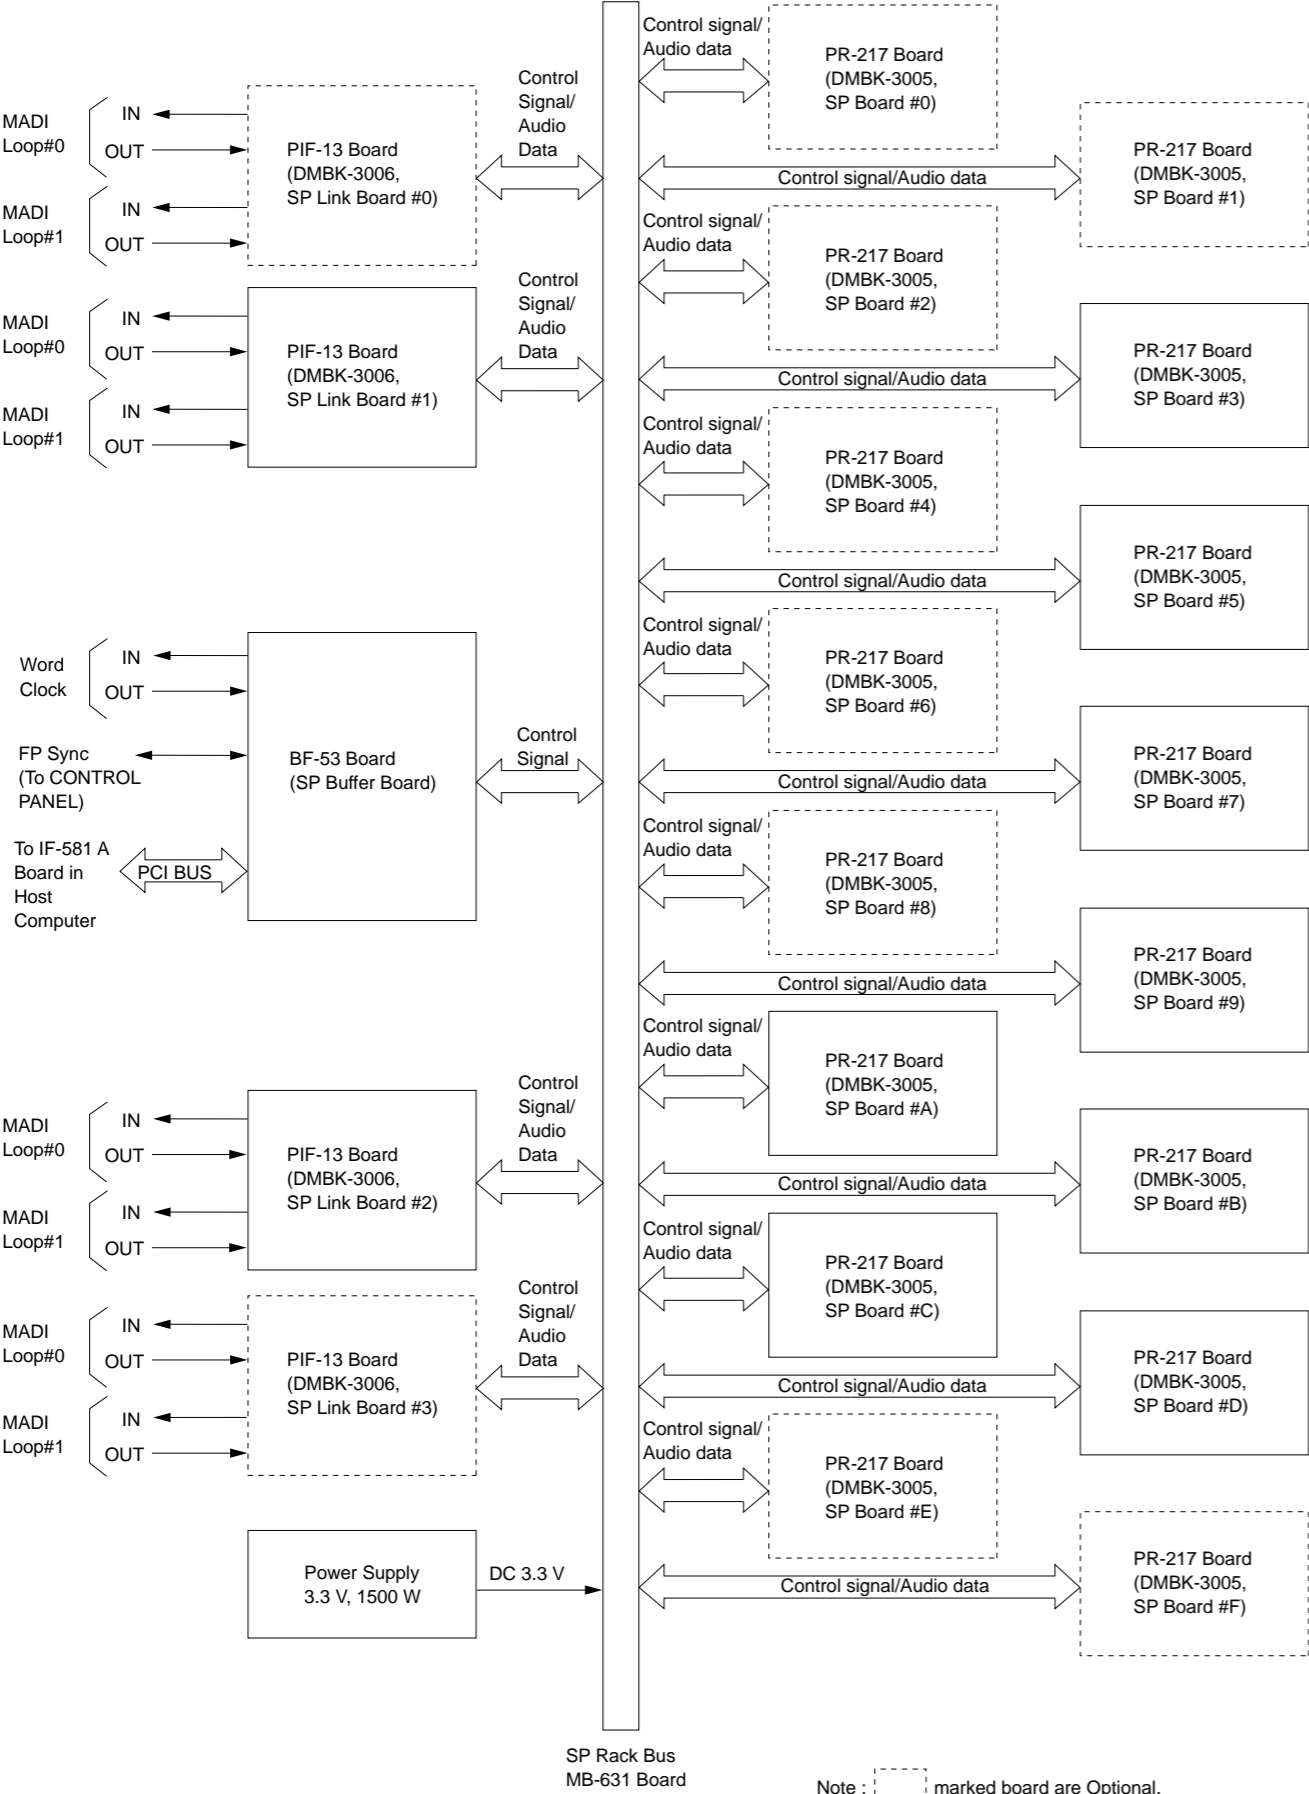 MADI
Loop#0
IN
OUT
MADI
Loop#1
IN
OUT
PIF-13 Board
(DMBK-3006,
SP Link Board #0)
Control
Signal/
Audio
Data
MADI
Loop#0
IN
OUT
MADI
Loop#1
IN
OUT
PIF-13 Board
(DMBK-3006,
SP Link Board #1)
Control
Signal/
Audio
Data
Word
Clock
IN
OUT
FP Sync
(To CONTROL
PANEL)
To IF-581 A
Board in
Host
Computer
PCI BUS
BF-53 Board
(SP Buffer Board)
Control
Signal
MADI
Loop#0
IN
OUT
MADI
Loop#1
IN
OUT
PIF-13 Board
(DMBK-3006,
SP Link Board #2)
Control
Signal/
Audio
Data
MADI
Loop#0
IN
OUT
MADI
Loop#1
IN
OUT
PIF-13 Board
(DMBK-3006,
SP Link Board #3)
Control
Signal/
Audio
Data
Power Supply
3.3 V, 1500 W
DC 3.3 V
SP Rack Bus
MB-631 Board
Control signal/
Audio data
PR-217 Board
(DMBK-3005,
SP Board #0)
Control signal/Audio data
PR-217 Board
(DMBK-3005,
SP Board #1)
Control signal/
Audio data
PR-217 Board
(DMBK-3005,
SP Board #2)
Control signal/Audio data
PR-217 Board
(DMBK-3005,
SP Board #3)
Control signal/
Audio data
PR-217 Board
(DMBK-3005,
SP Board #4)
Control signal/Audio data
PR-217 Board
(DMBK-3005,
SP Board #5)
Control signal/
Audio data
PR-217 Board
(DMBK-3005,
SP Board #6)
Control signal/Audio data
PR-217 Board
(DMBK-3005,
SP Board #7)
Control signal/
Audio data
PR-217 Board
(DMBK-3005,
SP Board #8)
Control signal/Audio data
PR-217 Board
(DMBK-3005,
SP Board #9)
Control signal/
Audio data
PR-217 Board
(DMBK-3005,
SP Board #A)
Control signal/Audio data
PR-217 Board
(DMBK-3005,
SP Board #B)
Control signal/
Audio data
PR-217 Board
(DMBK-3005,
SP Board #C)
Control signal/Audio data
PR-217 Board
(DMBK-3005,
SP Board #D)
Control signal/
Audio data
PR-217 Board
(DMBK-3005,
SP Board #E)
Control signal/Audio data
PR-217 Board
(DMBK-3005,
SP Board #F)
Note : marked board are Optional.